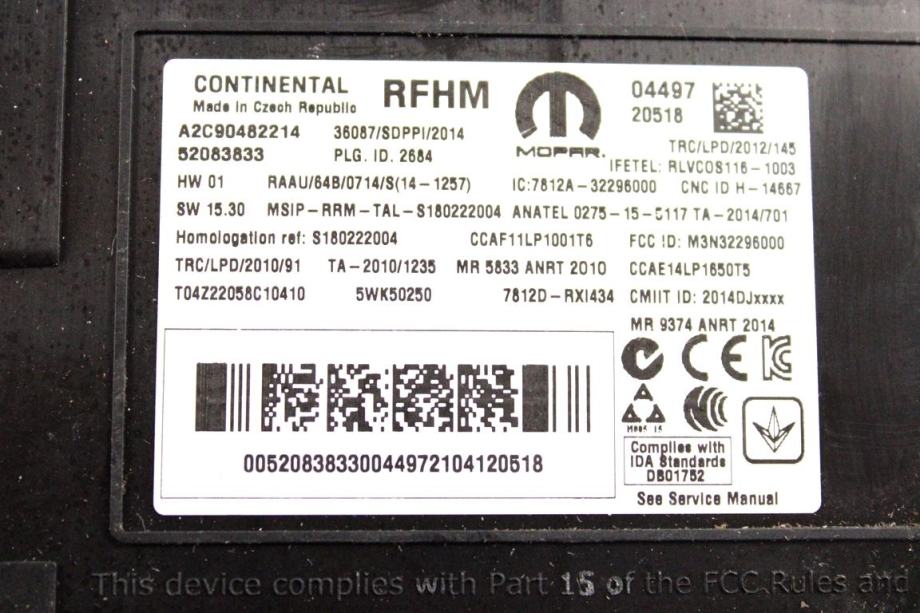 CONTINENTAL RFHM 04497
Made in Czech Republic MOPAR. 20518
A2C90482214 36087/SDPPI/2014 TRC/LPD/2012/145
52083833 PLG. ID. 2684 IFETEL: RLVCOS116-1003
HW 01 RAAU/64B/0714/S(14-1257) IC:7812A-32296000 CNC ID H-14667
SW 15.30 MSIP-RRM-TAL-S180222004 ANATEL 0275-15-5117 TA-2014/701
Homologation ref: S180222004 CCAF11LP1001T6 FCC ID: M3N32296000
TRC/LPD/2010/91 TA-2010/1235 MR 5833 ANRT 2010 CCAE14LP1650T5
T04Z22058C10410 5WK50250 7812D-RXI434 CMIIT ID: 2014DJxxxx
MR 9374 ANRT 2014
CE
Complies with
IDA Standards
DB01752
00520838330044972104120518
See Service Manual
This device complies with Part 15 of the FCC Rules and